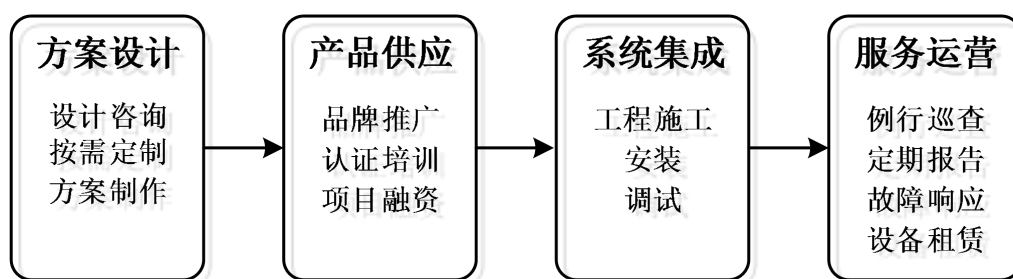 方案设计
设计咨询
按需定制
方案制作
产品供应
品牌推广
认证培训
项目融资
系统集成
工程施工
安装
调试
服务运营
例行巡查
定期报告
故障响应
设备租赁